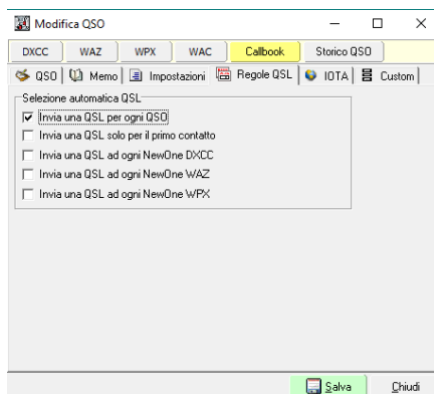 Modifica QSO
DXCC WAZ WPX WAC Callbook Storico QSO
QSO Memo Impostazioni Regole QSL IOTA Custom
Selezione automatica QSL
Invia una QSL per ogni QSO
Invia una QSL solo per il primo contatto
Invia una QSL ad ogni NewOne DXCC
Invia una QSL ad ogni NewOne WAZ
Invia una QSL ad ogni NewOne WPX
Salva Chiudi